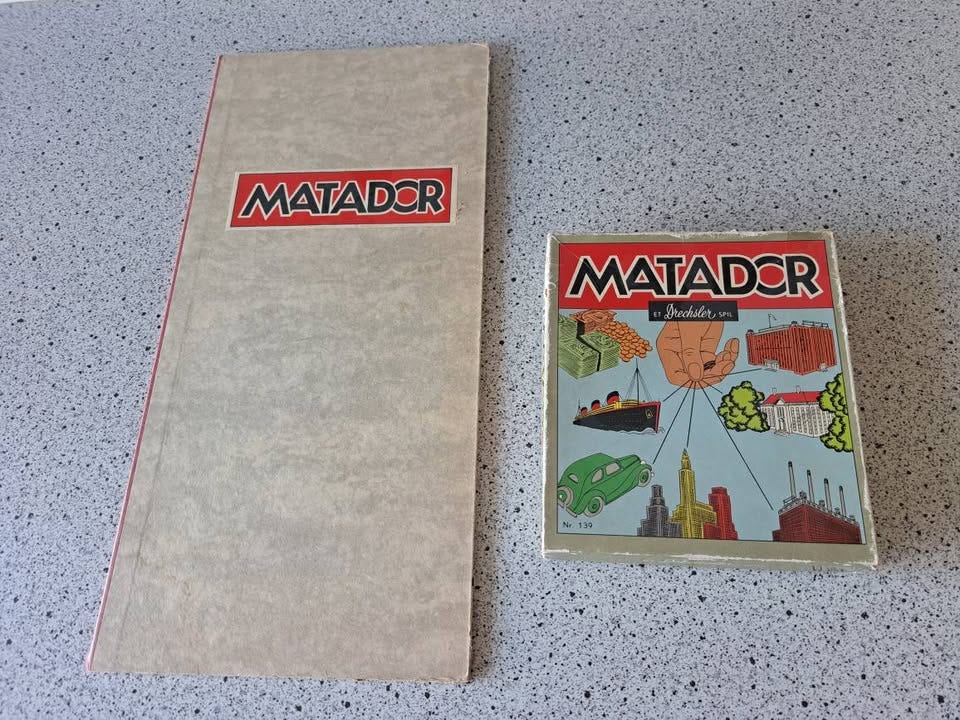 MATADOR
MATADOR
ET Drechsler SPIL
Nr. 139